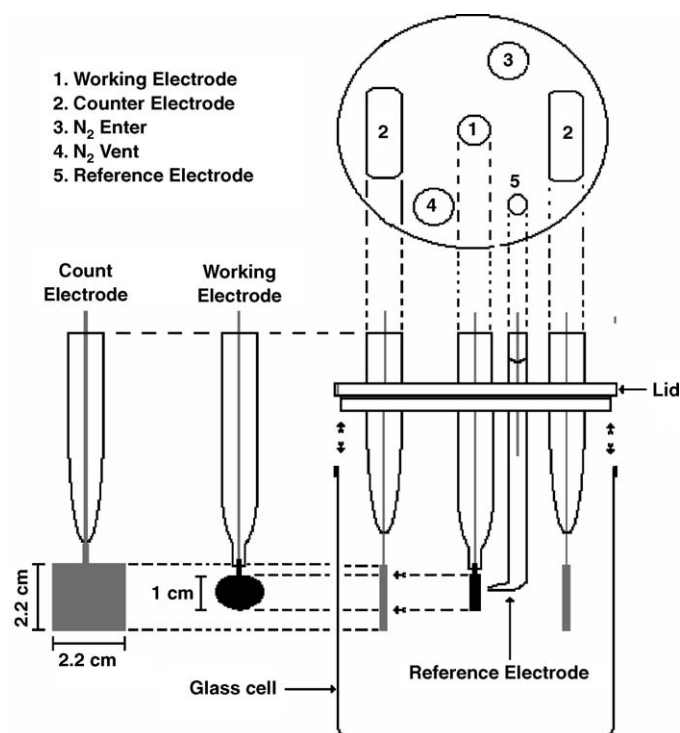 1. Working Electrode
2. Counter Electrode
3. N₂ Enter
4. N₂ Vent
5. Reference Electrode
3
2
1
2
4
5
Count
Electrode
Working
Electrode
Lid
2.2 cm
1 cm
2.2 cm
Reference Electrode
Glass cell